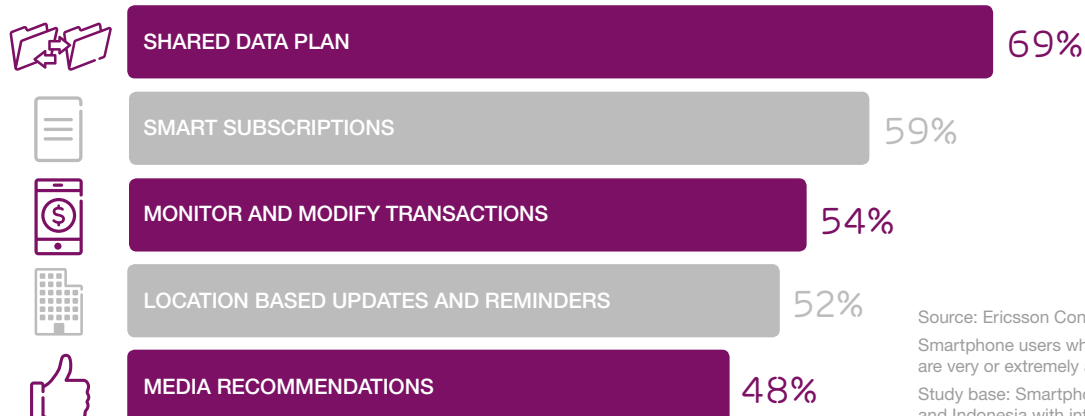 SHARED DATA PLAN
69%
SMART SUBSCRIPTIONS
59%
$
MONITOR AND MODIFY TRANSACTIONS
54%
LOCATION BASED UPDATES AND REMINDERS
52%
MEDIA RECOMMENDATIONS
48%
Source: Ericsson
Smartphone users
are very or extremely
Study base:
and Indonesia with